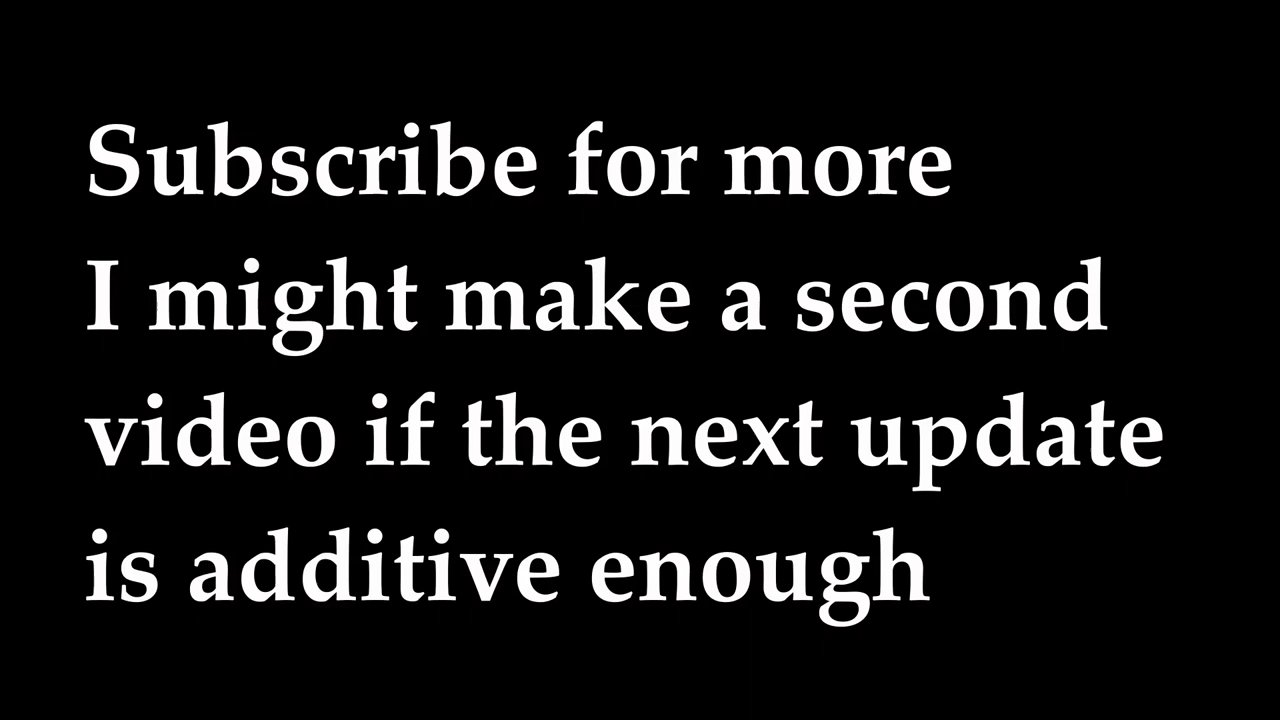 Subscribe for more
I might make a second
video if the next update
is additive enough